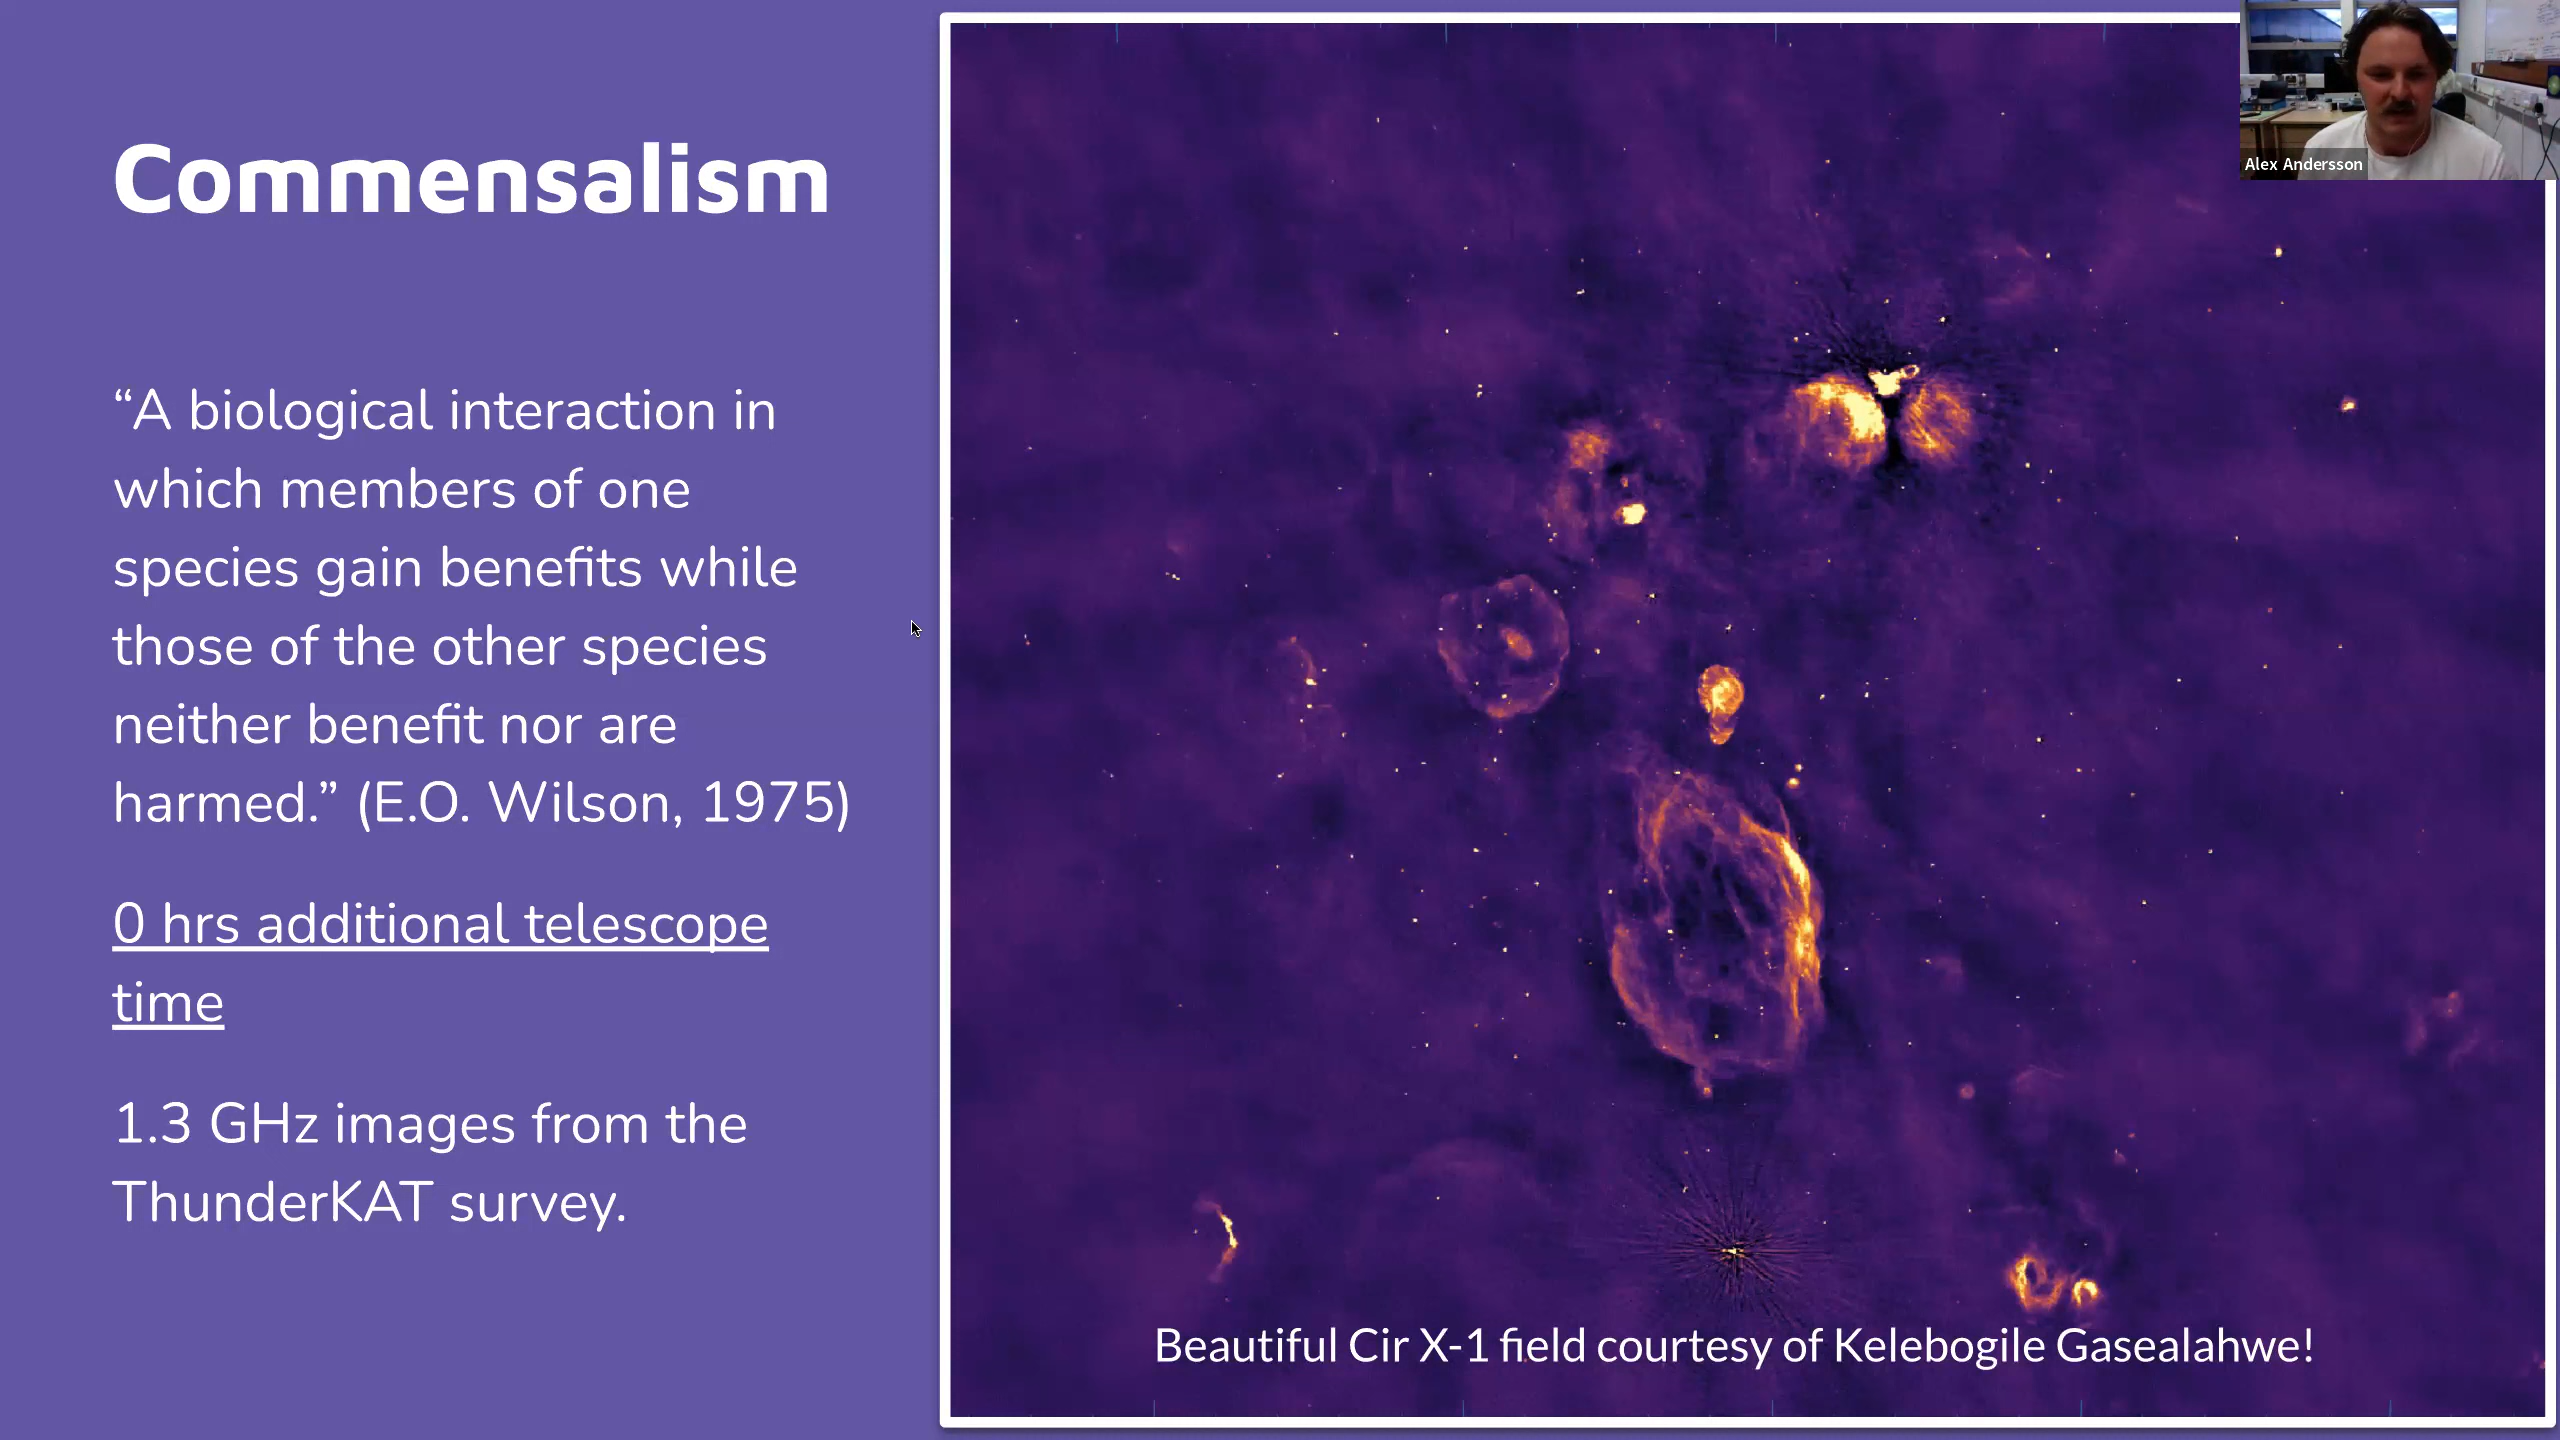 Commensalism
“A biological interaction in
which members of one
species gain benefits while
those of the other species
neither benefit nor are
harmed.” (E.O. Wilson, 1975)
0 hrs additional telescope
time
1.3 GHz images from the
ThunderKAT survey.
Beautiful Cir X-1 field courtesy of Kelebogile Gasealahwe!
Alex Andersson